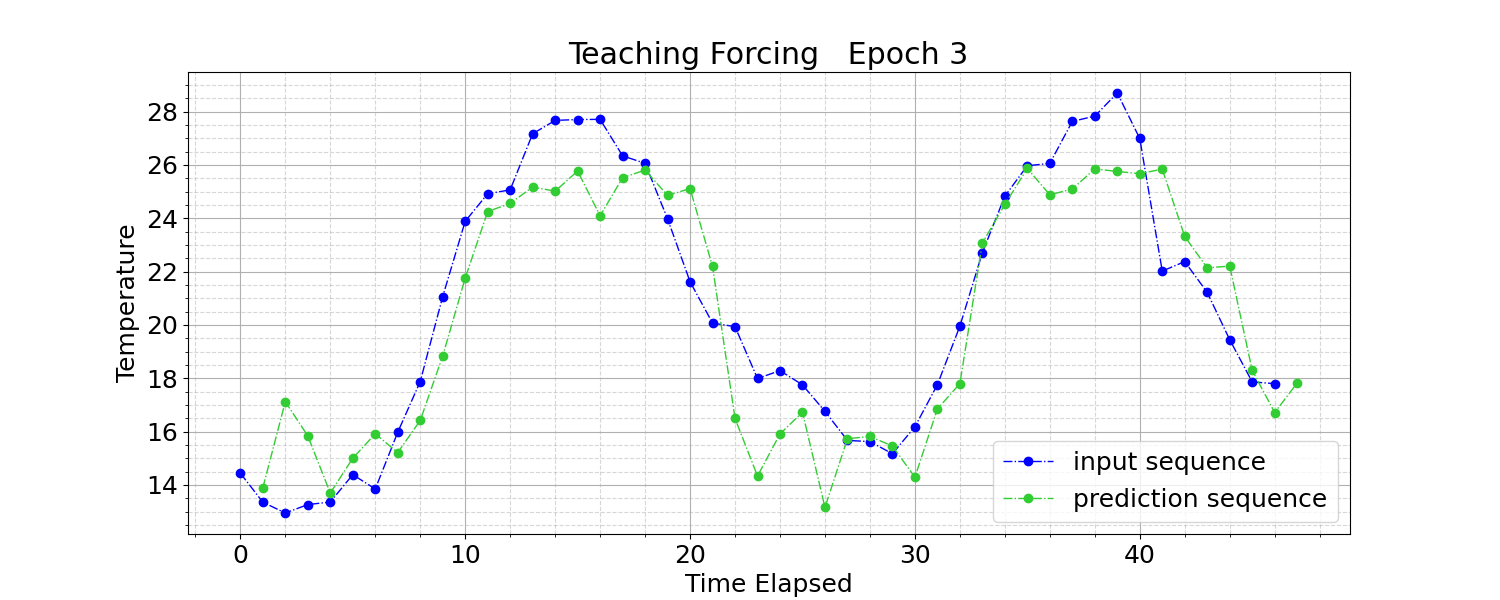 Teaching Forcing   Epoch 3
28
26
24
22
20
18
16
14
Temperature
input sequence
prediction sequence
0 10 20 30 40
Time Elapsed